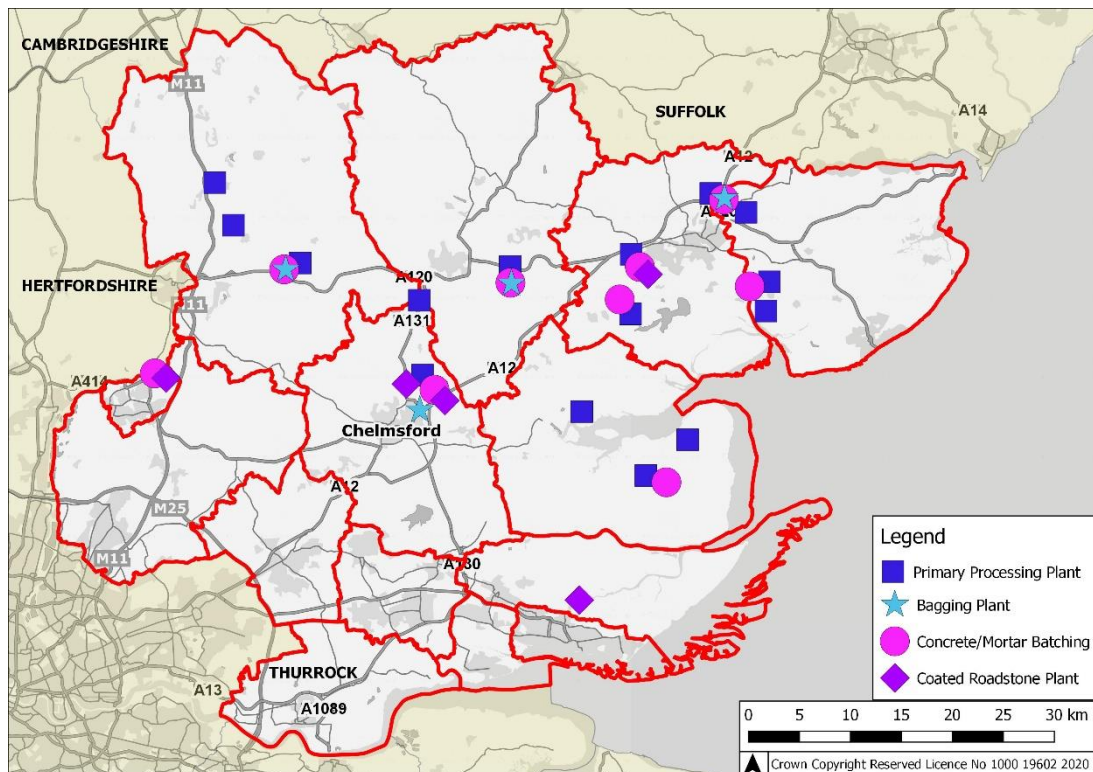 CAMBRIDGESHIRE
M11
SUFFOLK
A14
A12
HERTFORDSHIRE
A120
M11
A131
A12
A414
Chelmsford
A12
M25
M11
A130
THURROCK
A13
A1089
Legend
Primary Processing Plant
Bagging Plant
Concrete/Mortar Batching
Coated Roadstone Plant
0 5 10 15 20 25 30 km
Crown Copyright Reserved Licence No 1000 19602 2020